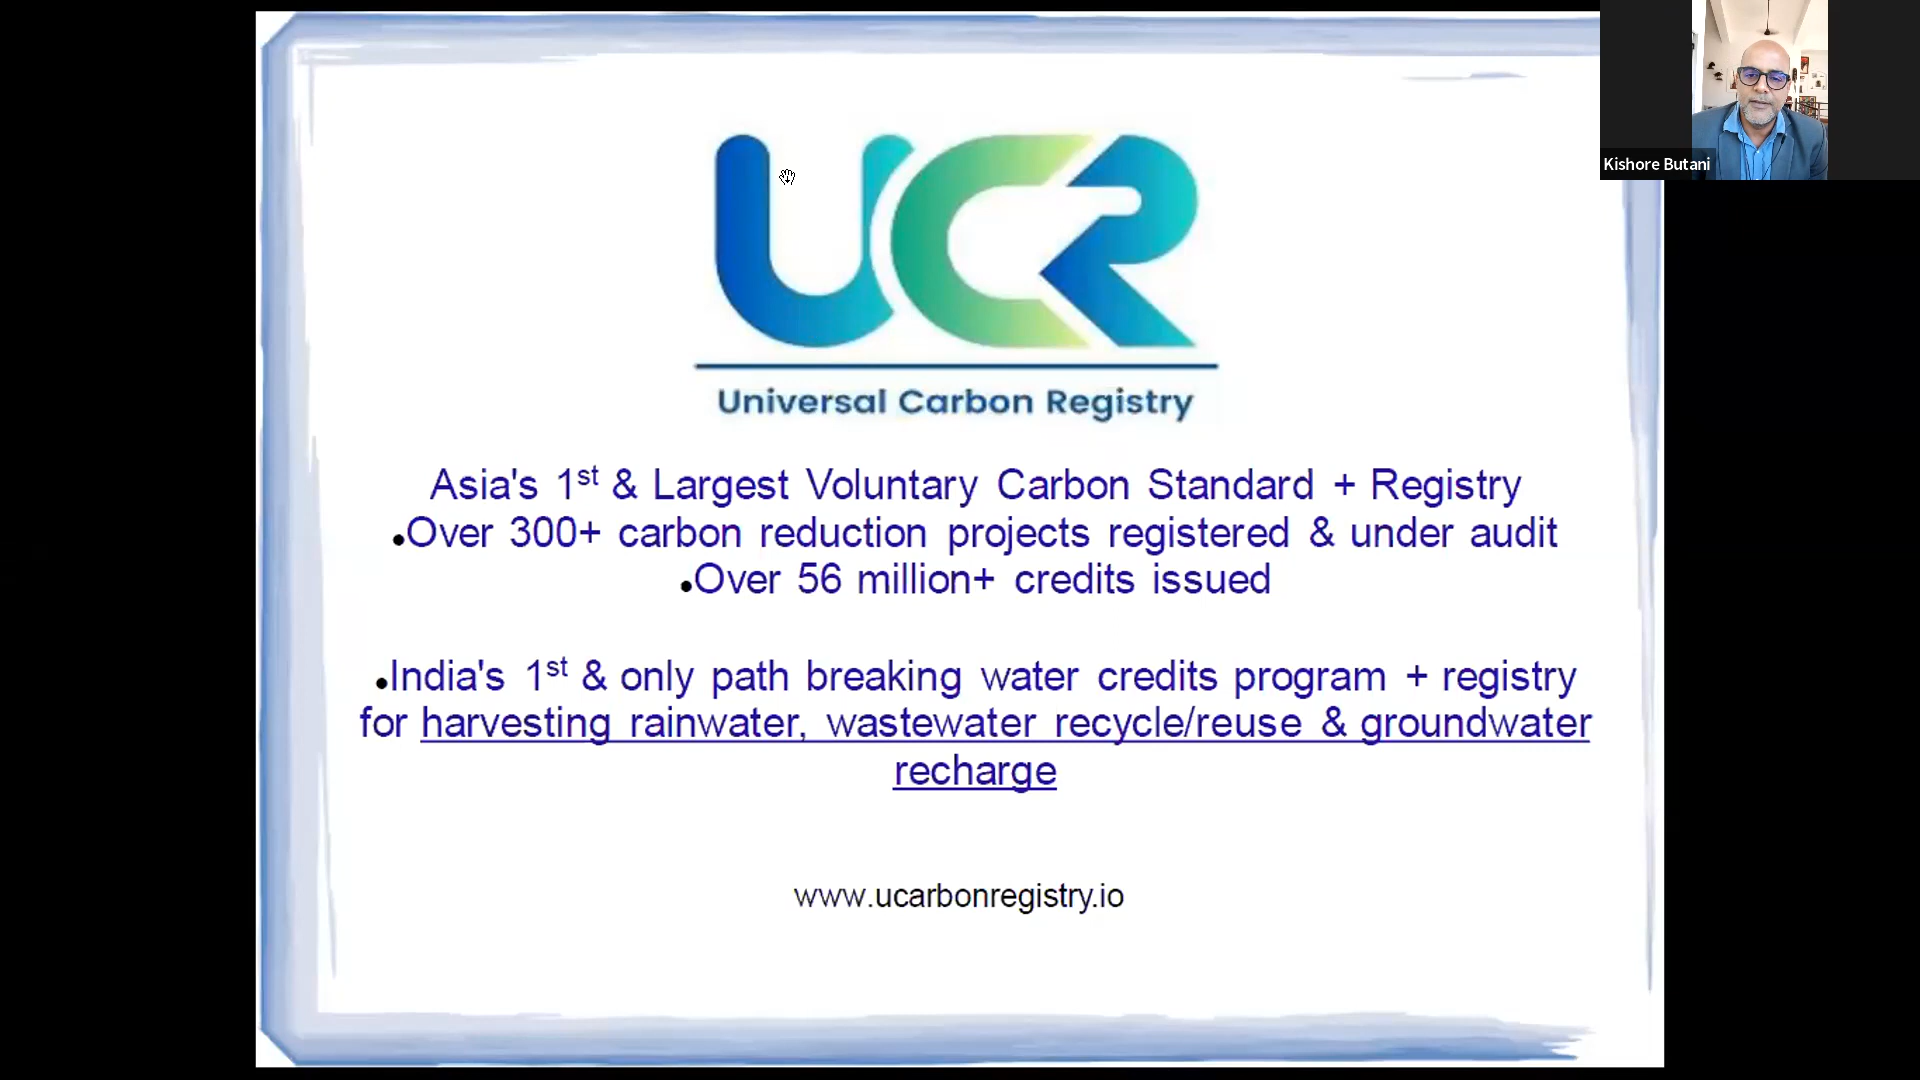 UCR
Universal Carbon Registry
Asia's 1st & Largest Voluntary Carbon Standard + Registry
•Over 300+ carbon reduction projects registered & under audit
•Over 56 million+ credits issued
•India's 1st & only path breaking water credits program + registry
for harvesting rainwater, wastewater recycle/reuse & groundwater
recharge
www.ucarbonregistry.io
Kishore Butani